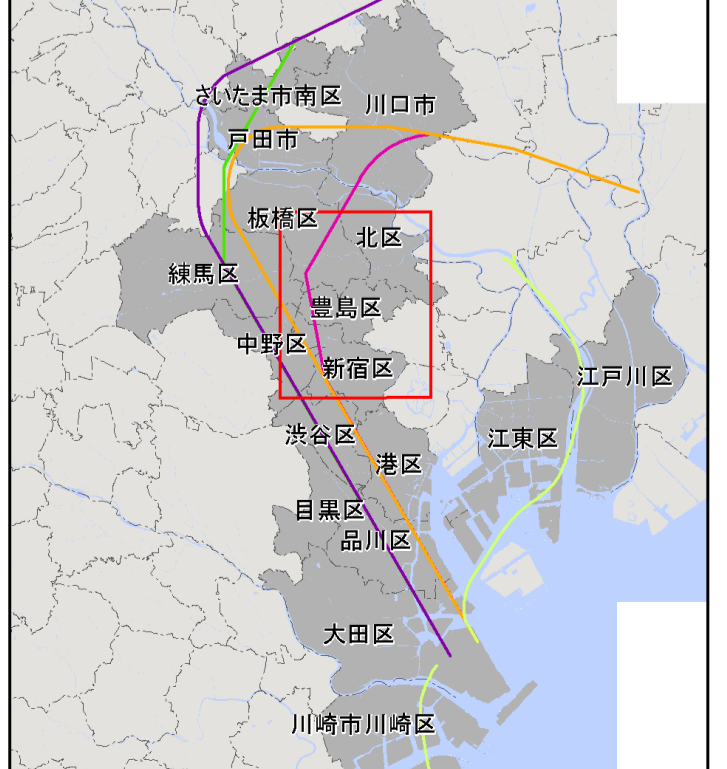 さいたま市南区
川口市
戸田市
板橋区
北区
練馬区
豊島区
中野区
新宿区
江戸川区
渋谷区
江東区
港区
目黒区
品川区
大田区
川崎市川崎区